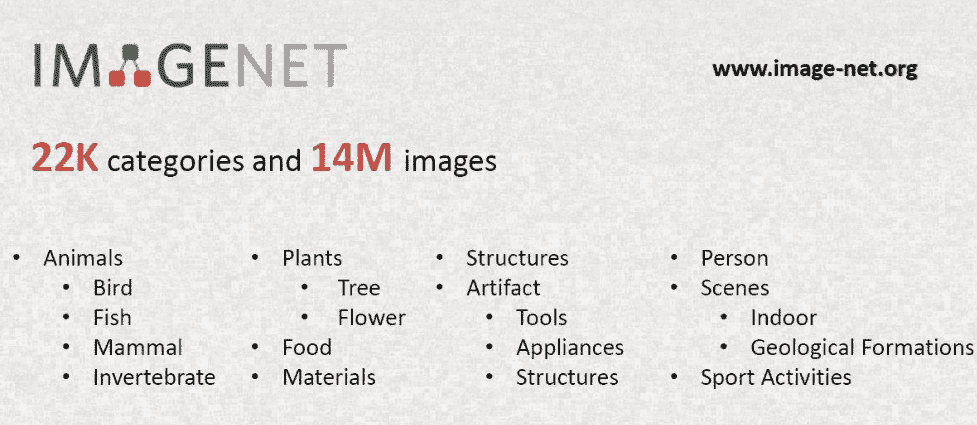 IMAGENET
www.image-net.org
22K categories and 14M images
• Animals
• Bird
• Fish
• Mammal
• Invertebrate
• Plants
• Tree
• Flower
• Food
• Materials
• Structures
• Artifact
• Tools
• Appliances
• Structures
• Person
• Scenes
• Indoor
• Geological Formations
• Sport Activities